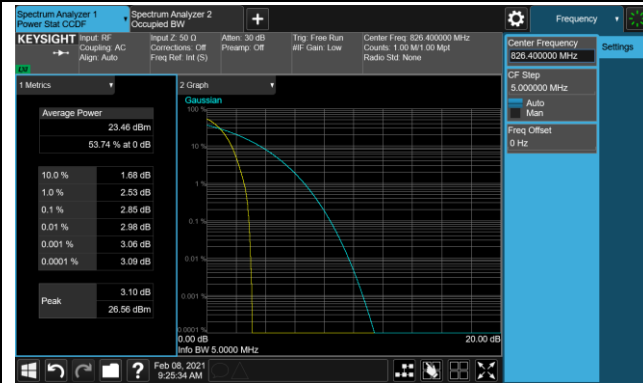 Spectrum Analyzer 1
Power Stat CCDF
Spectrum Analyzer 2
Occupied BW
+
Frequency
KEYSIGHT
Input: RF
Coupling: AC
Align: Auto
Input Z: 50 Ω
Corrections: Off
Freq Ref: Int (S)
Atten: 30 dB
Preamp: Off
Trig: Free Run
#IF Gain: Low
Center Freq: 826.400000 MHz
Counts: 1.00 M/1.00 Mpt
Radio Std: None
Center Frequency
826.400000 MHz
Settings
CF Step
5.000000 MHz
Auto
Man
Freq Offset
0 Hz
1 Metrics
Average Power
23.46 dBm
53.74 % at 0 dB
10.0 % 1.68 dB
1.0 % 2.53 dB
0.1 % 2.85 dB
0.01 % 2.98 dB
0.001 % 3.06 dB
0.0001 % 3.09 dB
Peak
3.10 dB
26.56 dBm
2 Graph
Gaussian
100 %
10 %
1 %
0.1 %
0.01 %
0.001 %
0.0001 %
0.00 dB 20.00 dB
Info BW 5.0000 MHz
?
Feb 08, 2021
9:25:34 AM